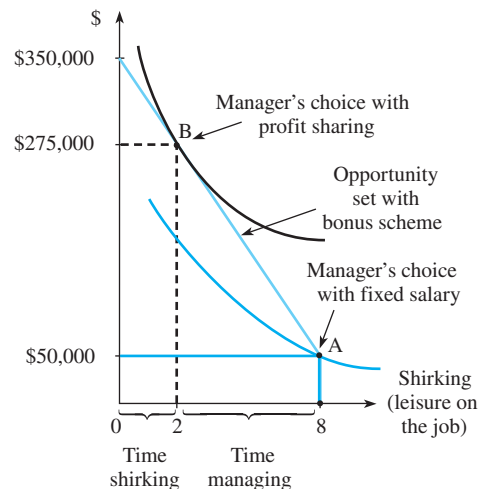 $
$350,000
Manager's choice with
profit sharing
B
$275,000
Opportunity
set with
bonus scheme
Manager's choice
with fixed salary
A
$50,000
Shirking
(leisure on
the job)
0 2 8
Time
shirking
Time
managing